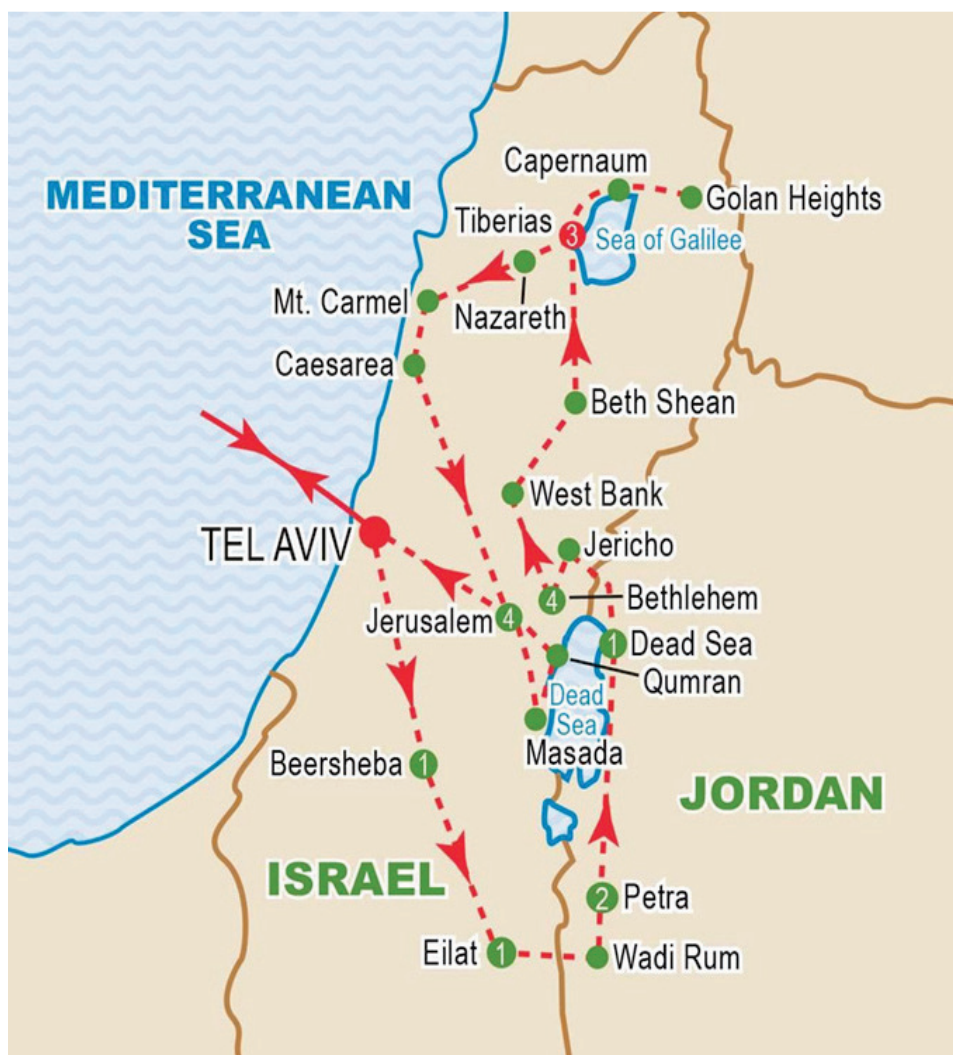 Capernaum
MEDITERRANEAN
SEA
Golan Heights
Tiberias
3
Sea of Galilee
Mt. Carmel
Nazareth
Caesarea
Beth Shean
West Bank
TEL AVIV
Jericho
4
Bethlehem
Jerusalem
4
1
Dead Sea
Qumran
Dead
Sea
Masada
Beersheba
1
JORDAN
ISRAEL
2
Petra
Eilat
1
Wadi Rum